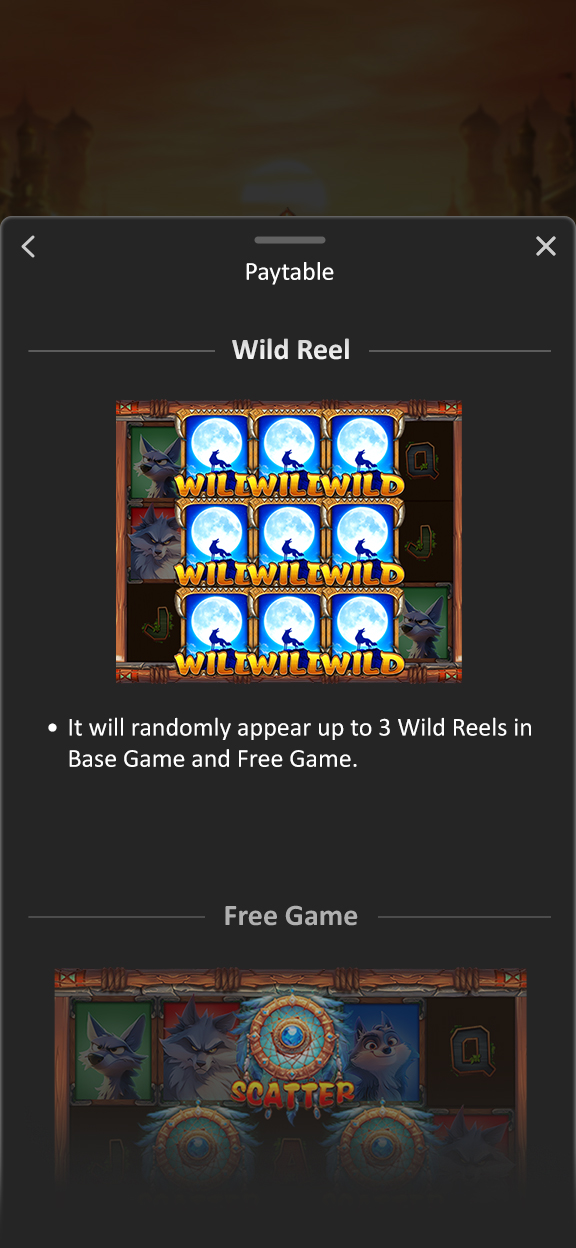 Paytable
Wild Reel
Q
WILD WILD WILD
J
WILD WILD WILD
J
WILD WILD WILD
• It will randomly appear up to 3 Wild Reels in
Base Game and Free Game.
Free Game
Q
SCATTER